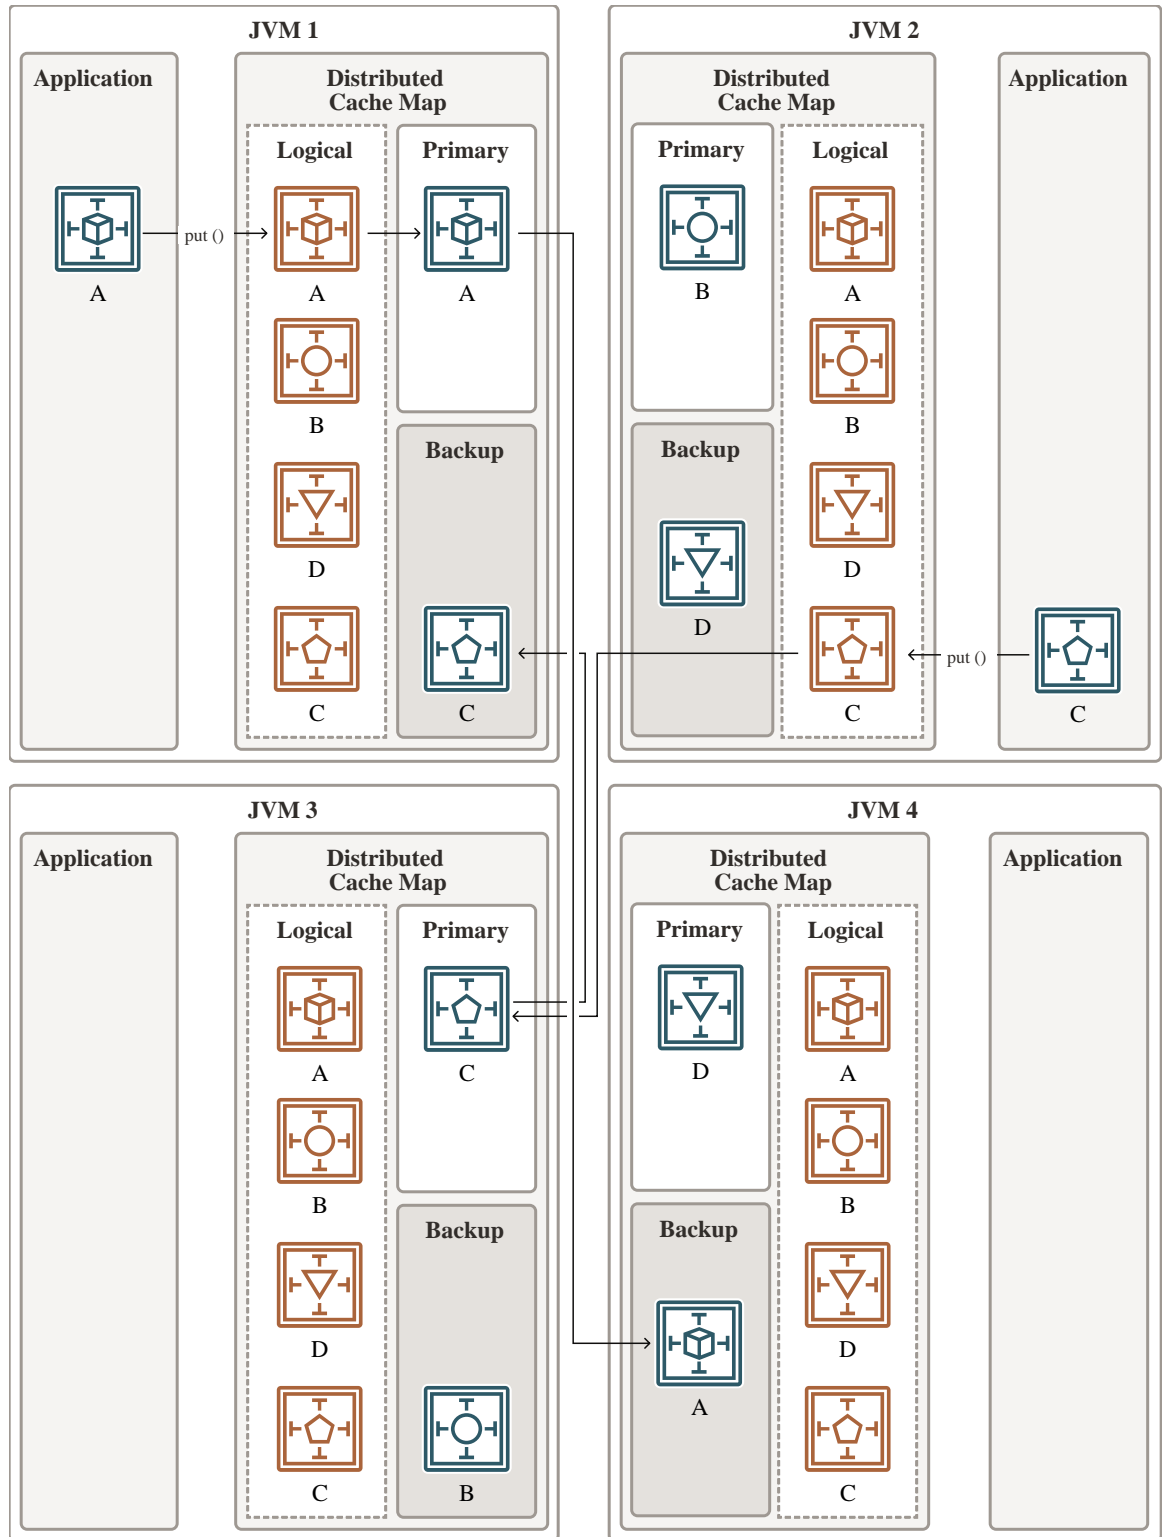 JVM 1
Application
Distributed
Cache Map
Logical
Primary
A
put ()
A
A
B
Backup
D
C
C
JVM 2
Distributed
Cache Map
Application
Primary
Logical
B
A
B
Backup
D
D
put ()
C
C
JVM 3
Application
Distributed
Cache Map
Logical
Primary
A
C
B
Backup
D
C
B
JVM 4
Distributed
Cache Map
Application
Primary
Logical
D
A
B
Backup
D
A
C